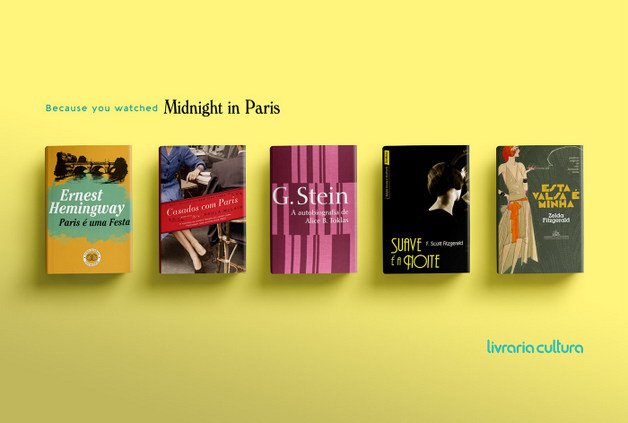 Because you watched Midnight in Paris
Ernest
Hemingway
Paris é uma Festa
Casados com Paris
G. Stein
A autobiografia de
Alice B. Toklas
SUAVE
É A NOITE
F. Scott Fitzgerald
ESTA
VALSA É
MINHA
Zelda
Fitzgerald
livraria cultura